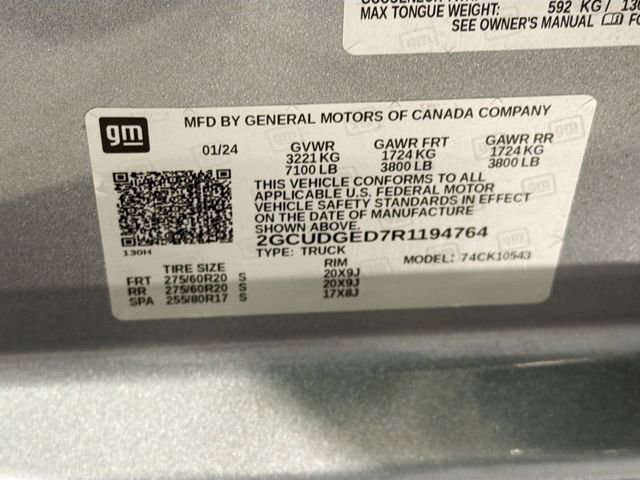 MAX TONGUE WEIGHT: 592 KG/ 130
SEE OWNER'S MANUAL FO
gm
MFD BY GENERAL MOTORS OF CANADA COMPANY
01/24 GVWR GAWR FRT GAWR RR
3221 KG 1724 KG 1724 KG
7100 LB 3800 LB 3800 LB
THIS VEHICLE CONFORMS TO ALL
APPLICABLE U.S. FEDERAL MOTOR
VEHICLE SAFETY STANDARDS IN EFFECT
ON THE DATE OF MANUFACTURE
SHOWN ABOVE.
2GCUDGED7R1194764
130H TYPE: TRUCK MODEL: 74CK10543
TIRE SIZE RIM
FRT 275/60R20 S 20X9J
RR 275/60R20 S 20X9J
SPA 255/80R17 S 17X8J